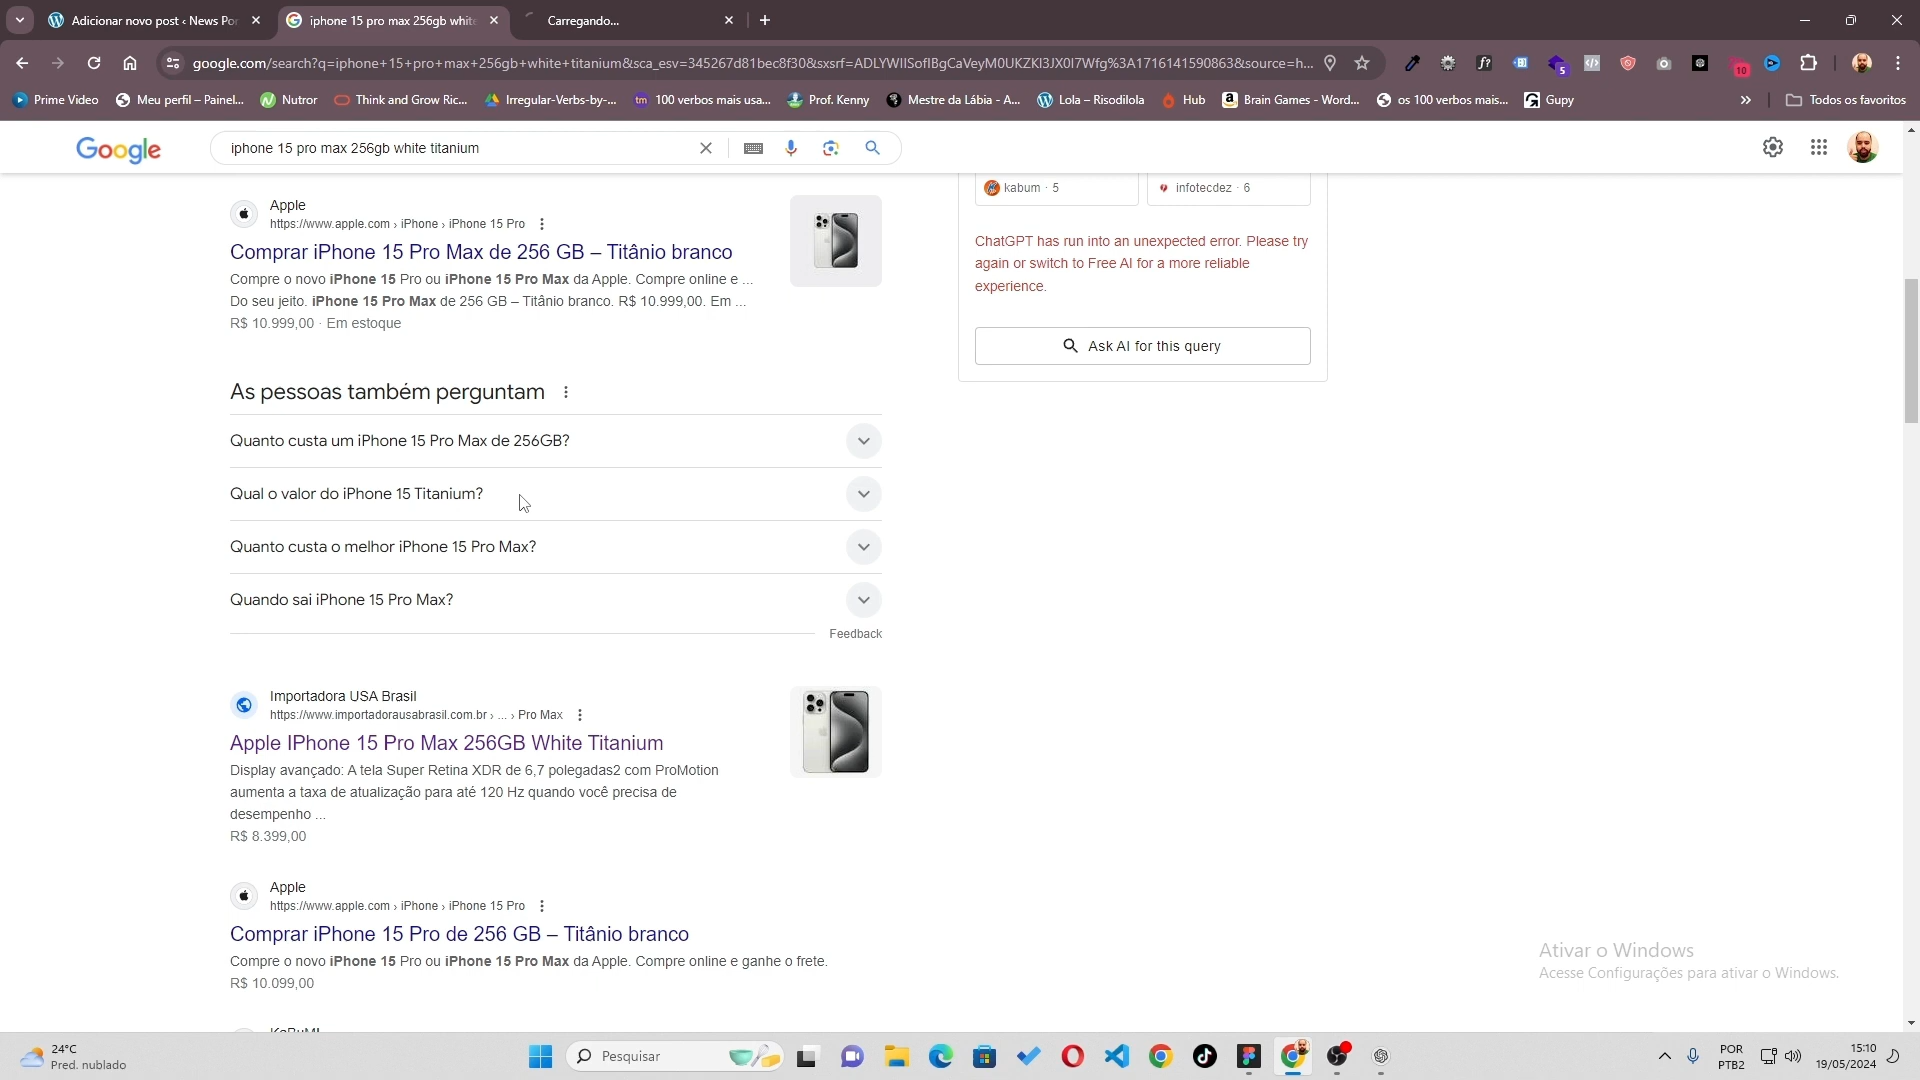 Adicionar novo post ‹ News Por
iphone 15 pro max 256gb white
Carregando...
google.com/search?q=iphone+15+pro+max+256gb+white+titanium&sca_esv=345267d81bec8f30&sxsrf=ADLYWIISofIBgCaVeyM0UKZKI3JX0I7Wfg%3A1716141590863&source=h...
Prime Video
Meu perfil – Painel...
Nutror
Think and Grow Ric...
Irregular-Verbs-by-...
tm 100 verbos mais usa...
Prof. Kenny
Mestre da Lábia - A...
Lola – Risodilola
Hub
Brain Games - Word...
os 100 verbos mais...
Gupy
Todos os favoritos
Google
iphone 15 pro max 256gb white titanium
kabum · 5
infotecdez · 6
ChatGPT has run into an unexpected error. Please try
again or switch to Free AI for a more reliable
experience.
Ask AI for this query
Apple
https://www.apple.com › iPhone › iPhone 15 Pro
Comprar iPhone 15 Pro Max de 256 GB – Titânio branco
Compre o novo iPhone 15 Pro ou iPhone 15 Pro Max da Apple. Compre online e ...
Do seu jeito. iPhone 15 Pro Max de 256 GB – Titânio branco. R$ 10.999,00. Em ...
R$ 10.999,00 · Em estoque
As pessoas também perguntam
Quanto custa um iPhone 15 Pro Max de 256GB?
Qual o valor do iPhone 15 Titanium?
Quanto custa o melhor iPhone 15 Pro Max?
Quando sai iPhone 15 Pro Max?
Feedback
Importadora USA Brasil
https://www.importadorausabrasil.com.br › ... › Pro Max
Apple IPhone 15 Pro Max 256GB White Titanium
Display avançado: A tela Super Retina XDR de 6,7 polegadas2 com ProMotion
aumenta a taxa de atualização para até 120 Hz quando você precisa de
desempenho ...
R$ 8.399,00
Apple
https://www.apple.com › iPhone › iPhone 15 Pro
Comprar iPhone 15 Pro de 256 GB – Titânio branco
Compre o novo iPhone 15 Pro ou iPhone 15 Pro Max da Apple. Compre online e ganhe o frete.
R$ 10.099,00
KaBuM!
Ativar o Windows
Acesse Configurações para ativar o Windows.
24°C
Pred. nublado
Pesquisar
POR
PTB2
15:10
19/05/2024